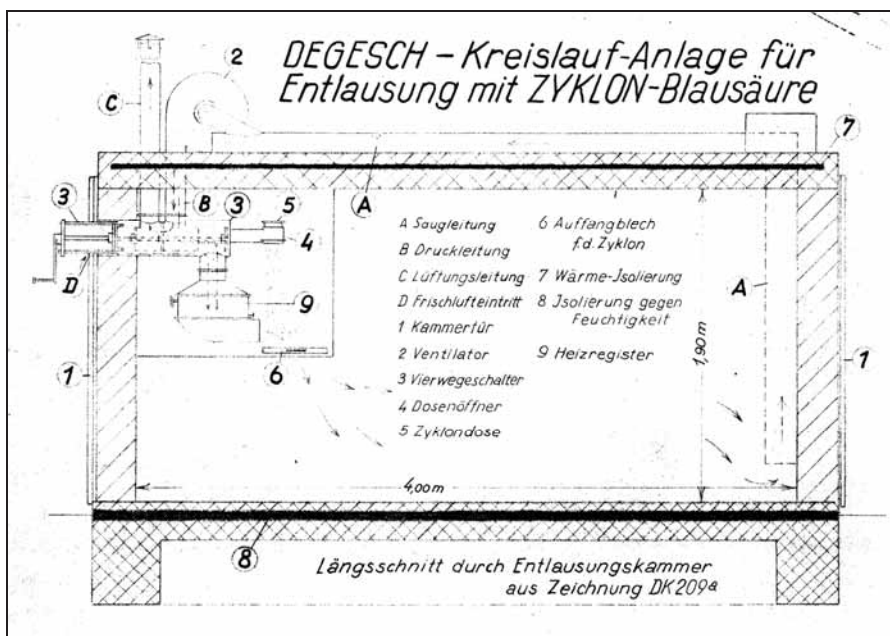 DEGESCH – Kreislauf-Anlage für
Entlausung mit ZYKLON-Blausäure
2
C
7
3
B
3
5
A
4
D
9
A
1
6
1
A Saugleitung
B Druckleitung
C Lüftungsleitung
D Frischlufteintritt
1 Kammertür
2 Ventilator
3 Vierwegeschalter
4 Dosenöffner
5 Zyklondose
6 Auffangblech
f.d. Zyklon
7 Wärme-Jsolierung
8 Jsolierung gegen
Feuchtigkeit
9 Heizregister
1,90m
4,00m
8
Längsschnitt durch Entlausungskammer
aus Zeichnung DK209a